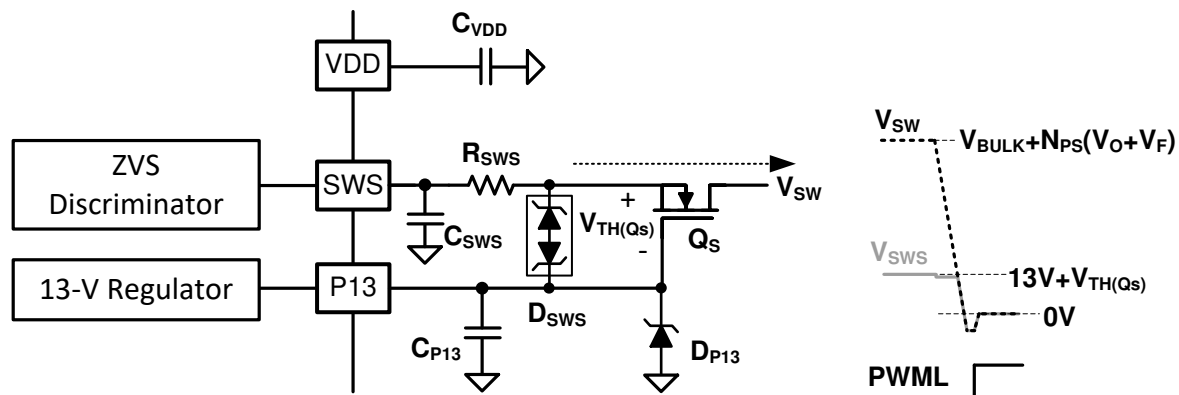 C_VDD
VDD
ZVS
Discriminator
SWS
R_SWS
V_SW
C_SWS
+
V_TH(Qs)
-
Q_S
13-V Regulator
P13
D_SWS
C_P13
D_P13
V_SW
V_BULK+N_PS(V_O+V_F)
V_SWS
13V+V_TH(Qs)
0V
PWML